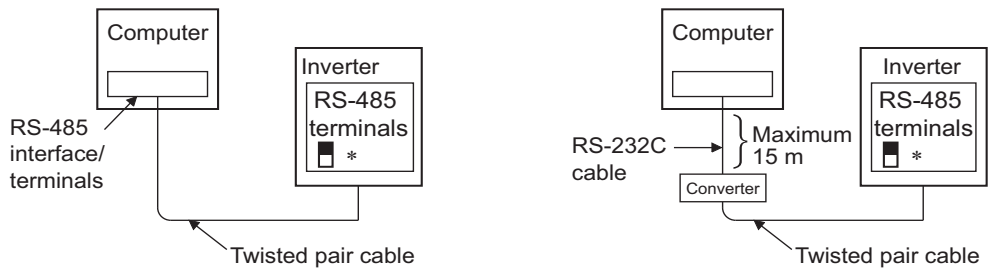 Computer
RS-485
interface/
terminals
Inverter
RS-485
terminals
*
Twisted pair cable
Computer
RS-232C
cable
Maximum
15 m
Converter
Inverter
RS-485
terminals
*
Twisted pair cable